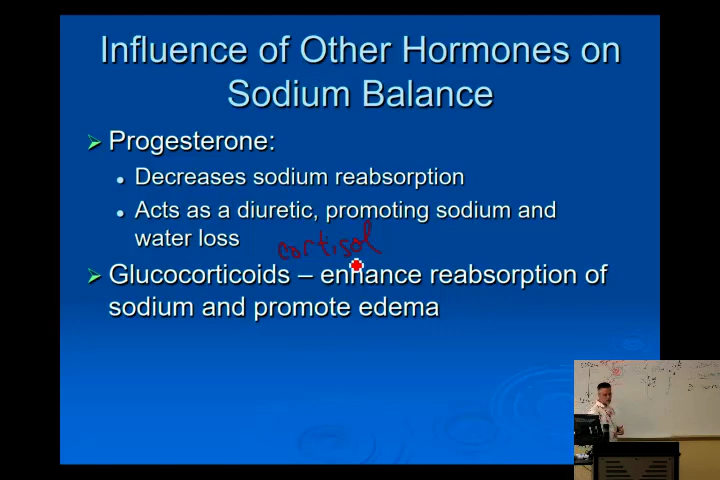 Influence of Other Hormones on
Sodium Balance
Progesterone:
Decreases sodium reabsorption
Acts as a diuretic, promoting sodium and
water loss
cortisol
Glucocorticoids – enhance reabsorption of
sodium and promote edema